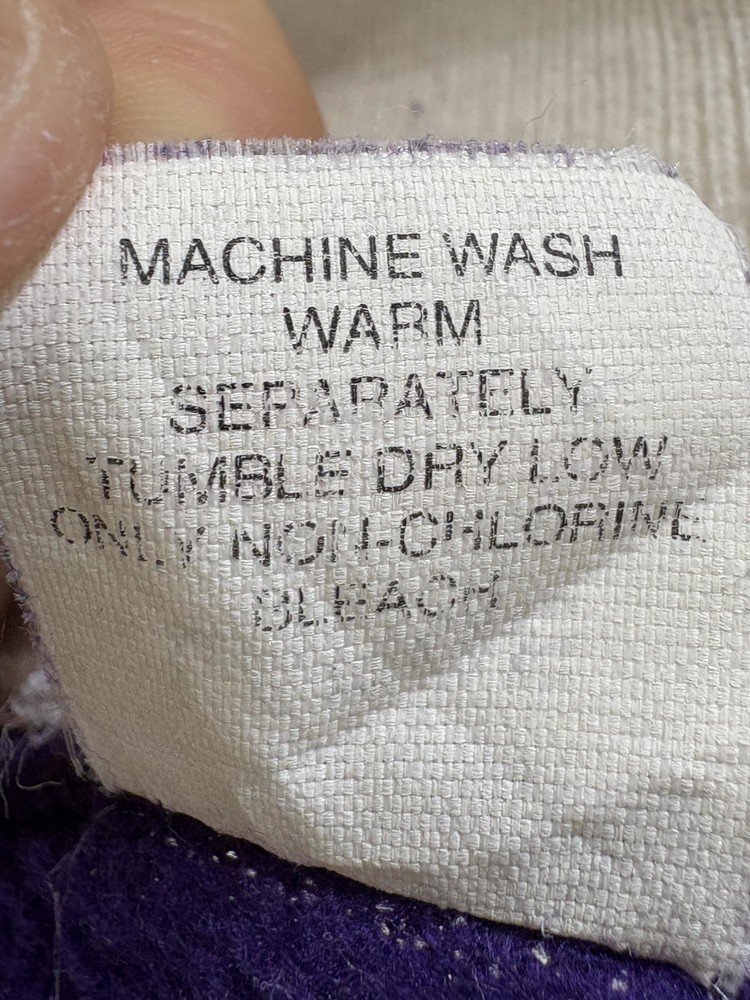 MACHINE WASH
WARM
SEPARATELY
TUMBLE DRY LOW
ONLY NON-CHLORINE
BLEACH